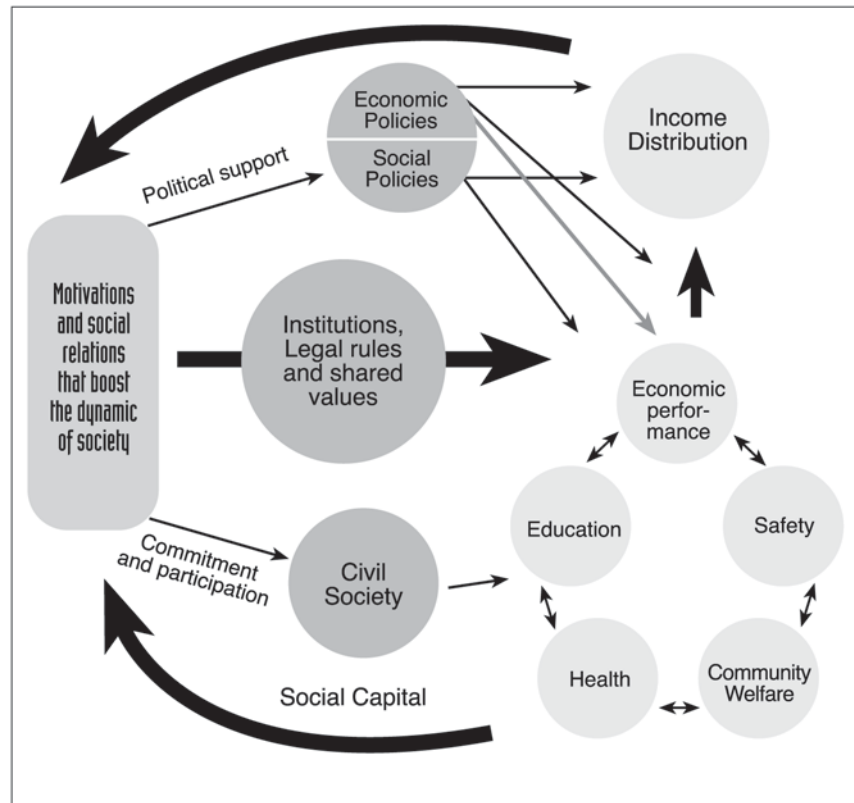 Economic
Policies
Social
Policies
Income
Distribution
Political support
Motivations
and social
relations
that boost
the dynamic
of society
Institutions,
Legal rules
and shared
values
Economic
perfor-
mance
Education
Safety
Commitment
and participation
Civil
Society
Health
Community
Welfare
Social Capital